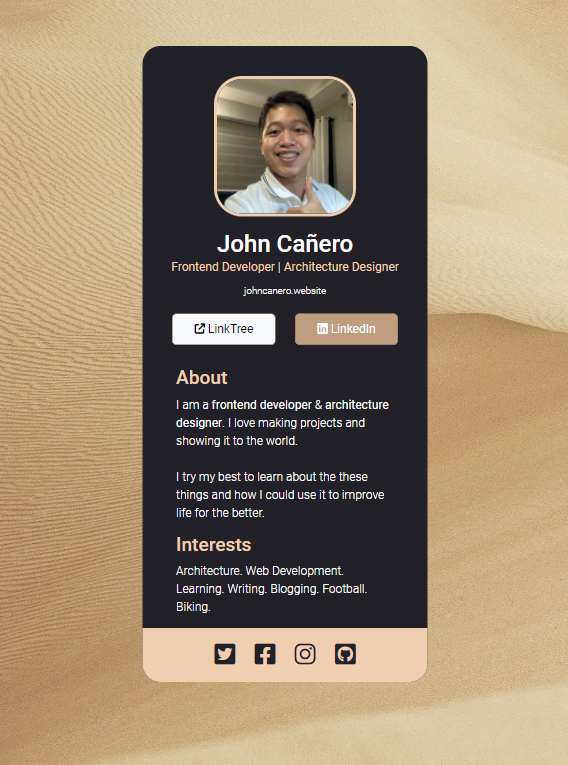 John Cañero
Frontend Developer | Architecture Designer
johncanero.website
LinkTree
LinkedIn
About
I am a frontend developer & architecture
designer. I love making projects and
showing it to the world.
I try my best to learn about the these
things and how I could use it to improve
life for the better.
Interests
Architecture. Web Development.
Learning. Writing. Blogging. Football.
Biking.